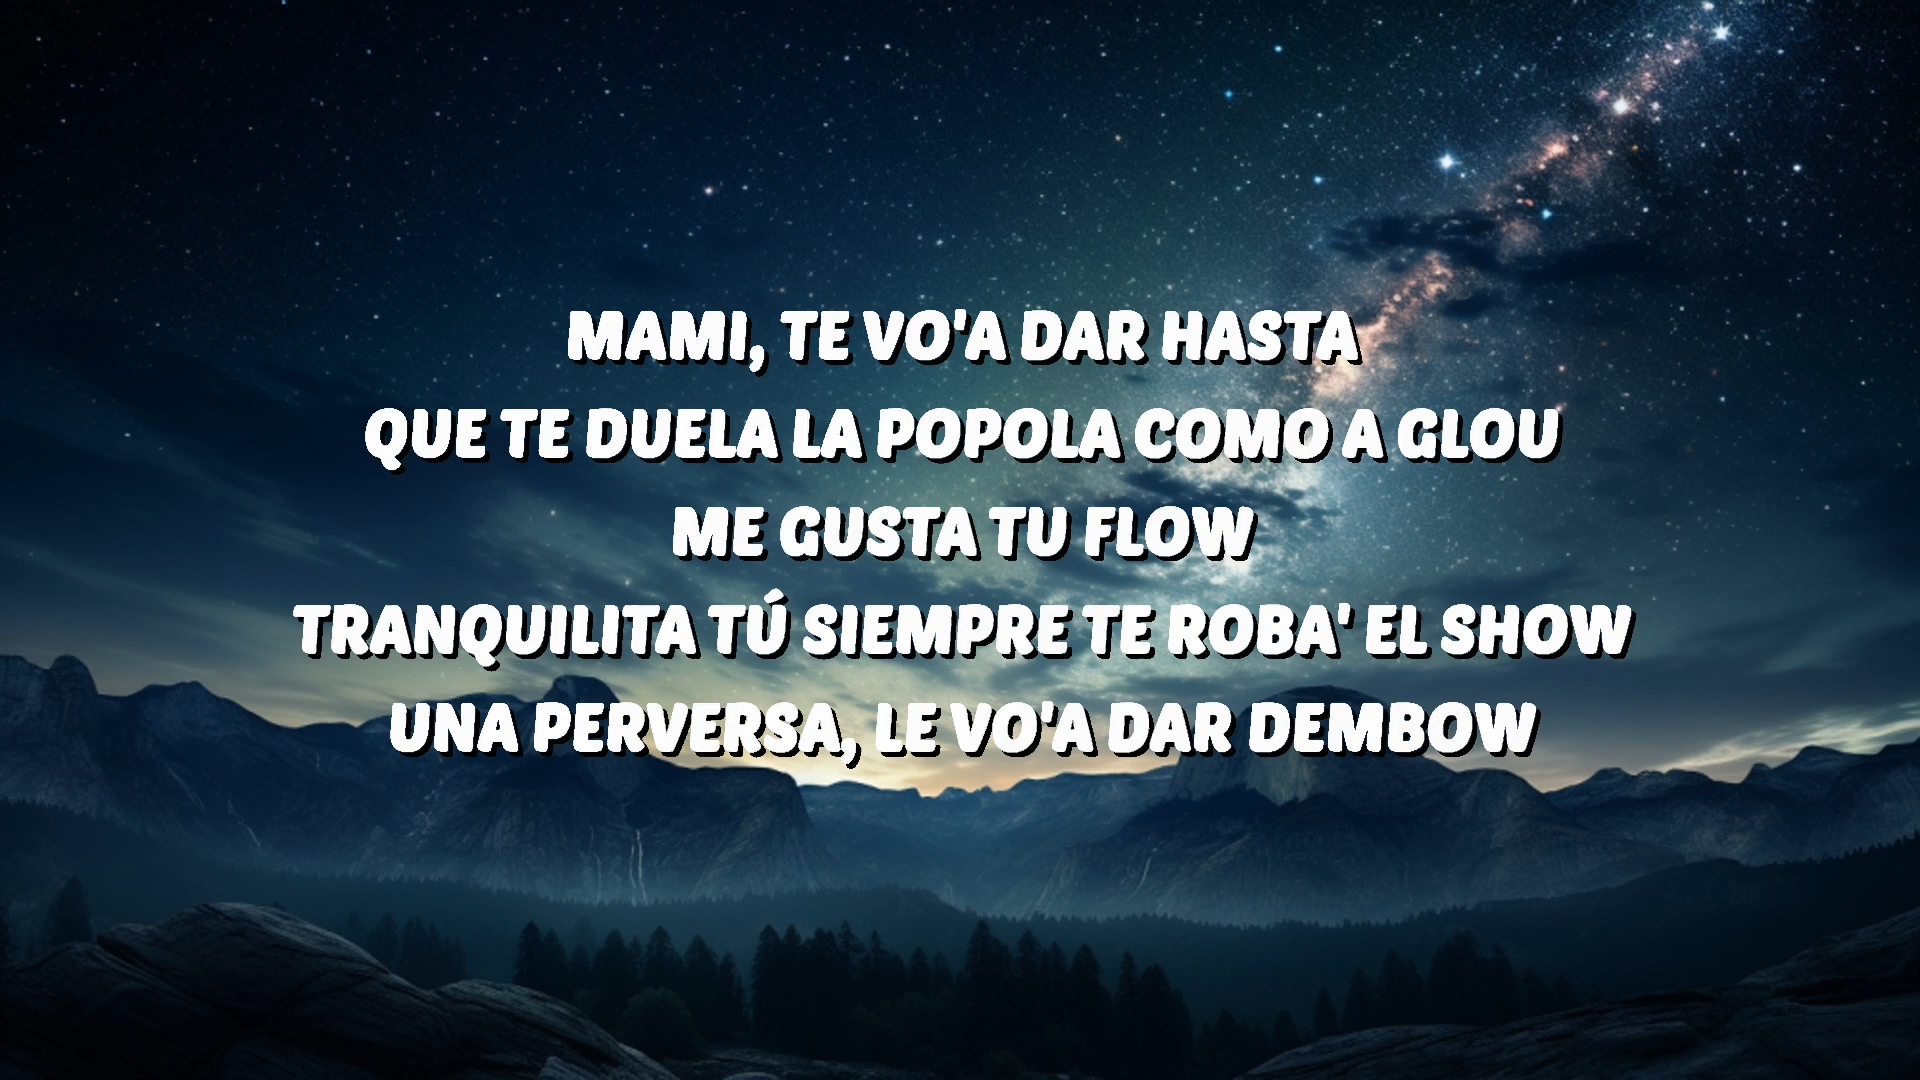 MAMI, TE VO'A DAR HASTA
QUE TE DUELA LA POPOLA COMO A GLOU
ME GUSTA TU FLOW
TRANQUILITA TÚ SIEMPRE TE ROBA' EL SHOW
UNA PERVERSA, LE VO'A DAR DEMBOW